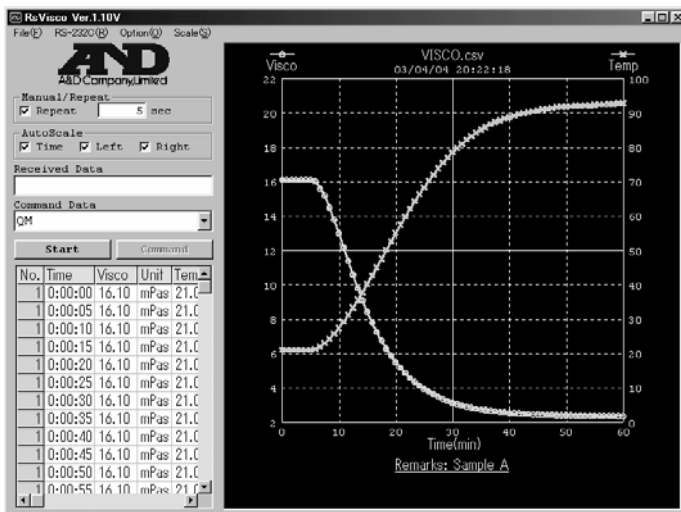 RsVisco Ver.1.10V
File(F) RS-232C(R) Option(O) Scale(S)
AND
A&D Company,Limited
Manual/Repeat
Repeat 5 sec
AutoScale
Time Left Right
Received Data
Command Data
QM
Start Command
No. Time Visco Unit Tem
1 0:00:00 16.10 mPas 21.0
1 0:00:05 16.10 mPas 21.0
1 0:00:10 16.10 mPas 21.0
1 0:00:15 16.10 mPas 21.0
1 0:00:20 16.10 mPas 21.0
1 0:00:25 16.10 mPas 21.0
1 0:00:30 16.10 mPas 21.0
1 0:00:35 16.10 mPas 21.0
1 0:00:40 16.10 mPas 21.0
1 0:00:45 16.10 mPas 21.0
1 0:00:50 16.10 mPas 21.0
1 0:00:55 16.10 mPas 21.0
VISCO.csv
Visco 03/04/04 20:22:18 Temp
22 100
20 90
18 80
16 70
14 60
12 50
10 40
8 30
6 20
4 10
2 0
0 10 20 30 40 50 60
Time(min)
Remarks: Sample A